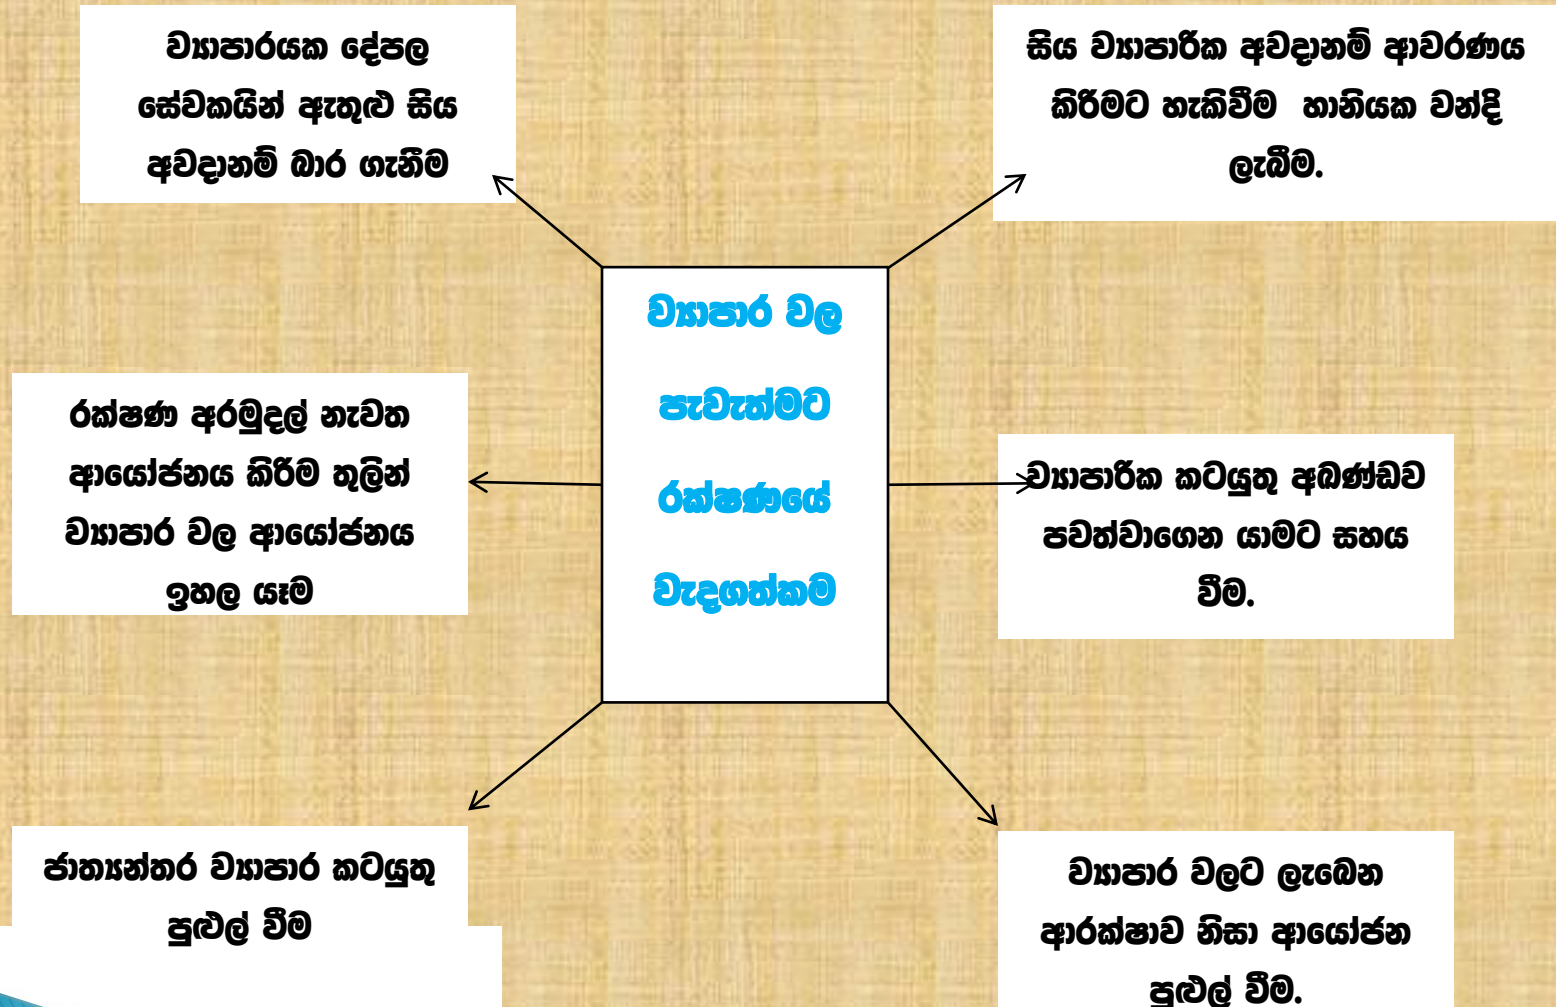 ව්‍යාපාරයක දේපල
සේවකයින් ඇතුළු සිය
අවදානම් බාර ගැනීම
සිය ව්‍යාපාරික අවදානම් ආවරණය
කිරීමට හැකිවීම හානියක වන්දි
ලැබීම.
ව්‍යාපාර වල
පැවැත්මට
රක්ෂණයේ
වැදගත්කම
රක්ෂණ අරමුදල් නැවත
ආයෝජනය කිරීම තුලින්
ව්‍යාපාර වල ආයෝජනය
ඉහල යෑම
ව්‍යාපාරික කටයුතු අඛණ්ඩව
පවත්වාගෙන යාමට සහය
වීම.
ජාත්‍යන්තර ව්‍යාපාර කටයුතු
පුළුල් වීම
ව්‍යාපාර වලට ලැබෙන
ආරක්ෂාව නිසා ආයෝජන
පුළුල් වීම.